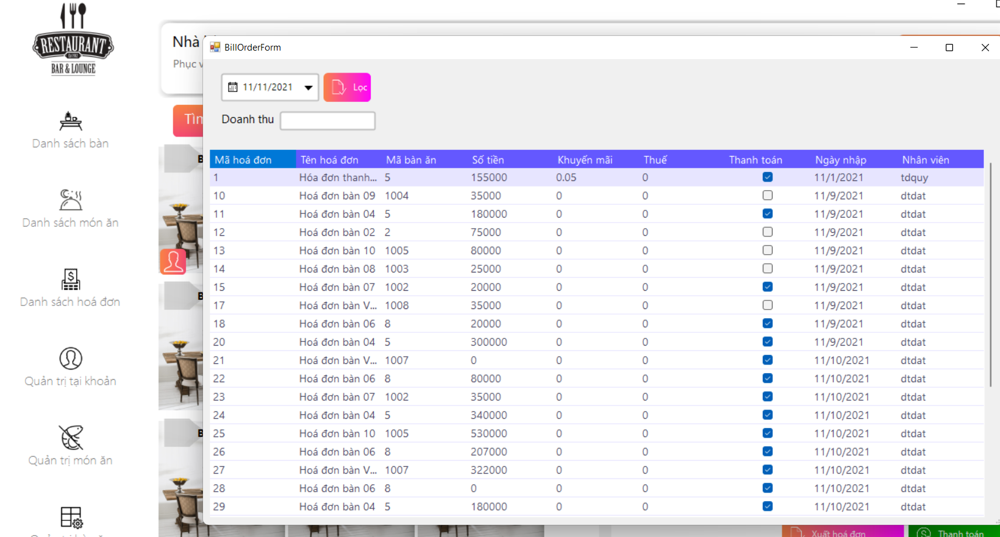 RESTAURANT
Est 1982
BAR & LOUNGE
Danh sách bàn
Danh sách món ăn
Danh sách hoá đơn
Quản trị tại khoản
Quản trị món ăn
Nhà
Phục v
Tìm
B
B
B
BillOrderForm
11/11/2021
Lọc
Doanh thu
Mã hoá đơn Tên hoá đơn Mã bàn ăn Số tiền Khuyến mãi Thuế Thanh toán Ngày nhập Nhân viên
1 Hóa đơn thanh... 5 155000 0.05 0 11/1/2021 tdquy
10 Hoá đơn bàn 09 1004 35000 0 0 11/9/2021 dtdat
11 Hoá đơn bàn 04 5 180000 0 0 11/9/2021 dtdat
12 Hoá đơn bàn 02 2 75000 0 0 11/9/2021 dtdat
13 Hoá đơn bàn 10 1005 80000 0 0 11/9/2021 dtdat
14 Hoá đơn bàn 08 1003 25000 0 0 11/9/2021 dtdat
15 Hoá đơn bàn 07 1002 20000 0 0 11/9/2021 dtdat
17 Hoá đơn bàn V... 1008 35000 0 0 11/9/2021 dtdat
18 Hoá đơn bàn 06 8 20000 0 0 11/9/2021 dtdat
20 Hoá đơn bàn 04 5 300000 0 0 11/9/2021 dtdat
21 Hoá đơn bàn V... 1007 0 0 0 11/10/2021 dtdat
22 Hoá đơn bàn 06 8 80000 0 0 11/10/2021 dtdat
23 Hoá đơn bàn 07 1002 35000 0 0 11/10/2021 dtdat
24 Hoá đơn bàn 04 5 340000 0 0 11/10/2021 dtdat
25 Hoá đơn bàn 10 1005 530000 0 0 11/10/2021 dtdat
26 Hoá đơn bàn 06 8 207000 0 0 11/10/2021 dtdat
27 Hoá đơn bàn V... 1007 322000 0 0 11/10/2021 dtdat
28 Hoá đơn bàn 06 8 0 0 0 11/10/2021 dtdat
29 Hoá đơn bàn 04 5 180000 0 0 11/10/2021 dtdat
Xuất hoá đơn
Thanh toán